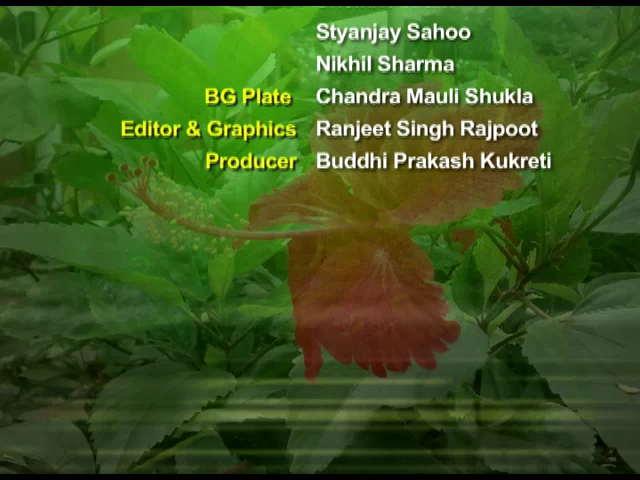 Styanjay Sahoo
Nikhil Sharma
BG Plate Chandra Mauli Shukla
Editor & Graphics Ranjeet Singh Rajpoot
Producer Buddhi Prakash Kukreti